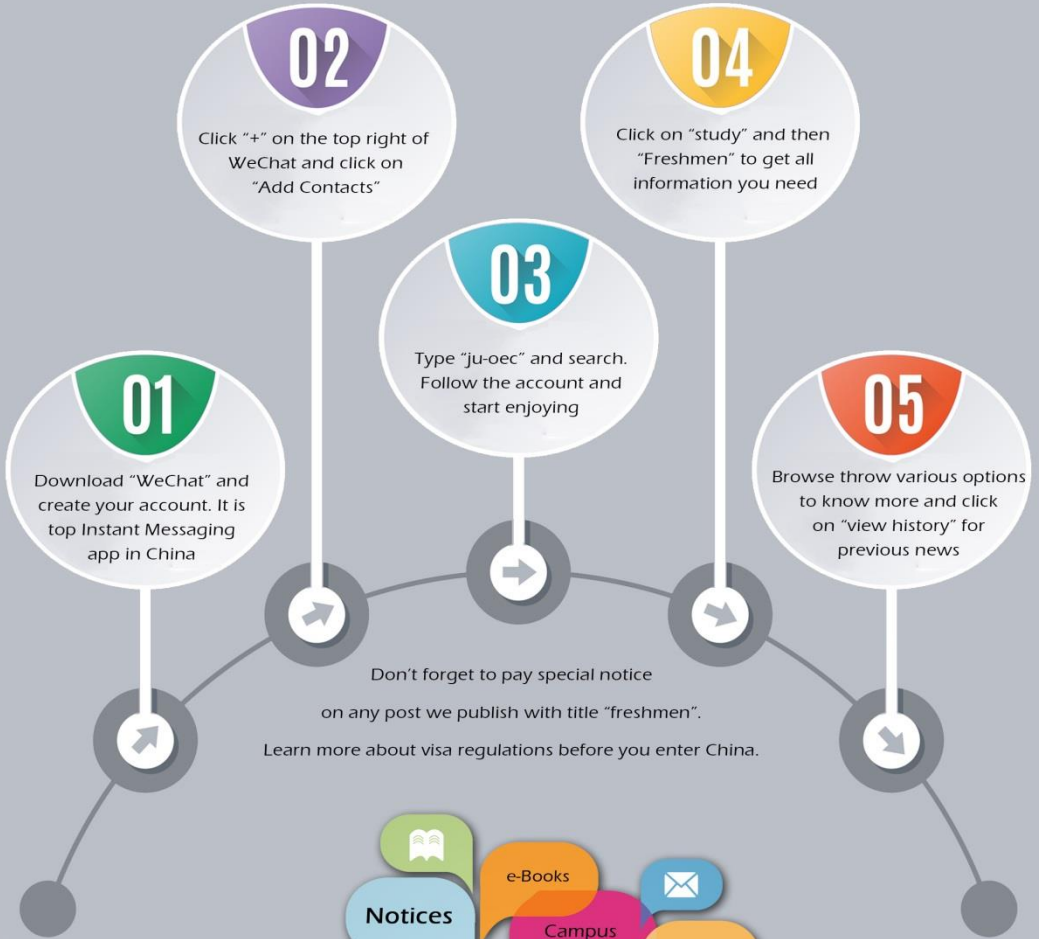 01
Download “WeChat” and
create your account. It is
top Instant Messaging
app in China
02
Click “+” on the top right of
WeChat and click on
“Add Contacts”
03
Type “ju-oec” and search.
Follow the account and
start enjoying
04
Click on “study” and then
“Freshmen” to get all
information you need
05
Browse throw various options
to know more and click
on “view history” for
previous news
Don’t forget to pay special notice
on any post we publish with title “freshmen”.
Learn more about visa regulations before you enter China.
e-Books
Notices
Campus